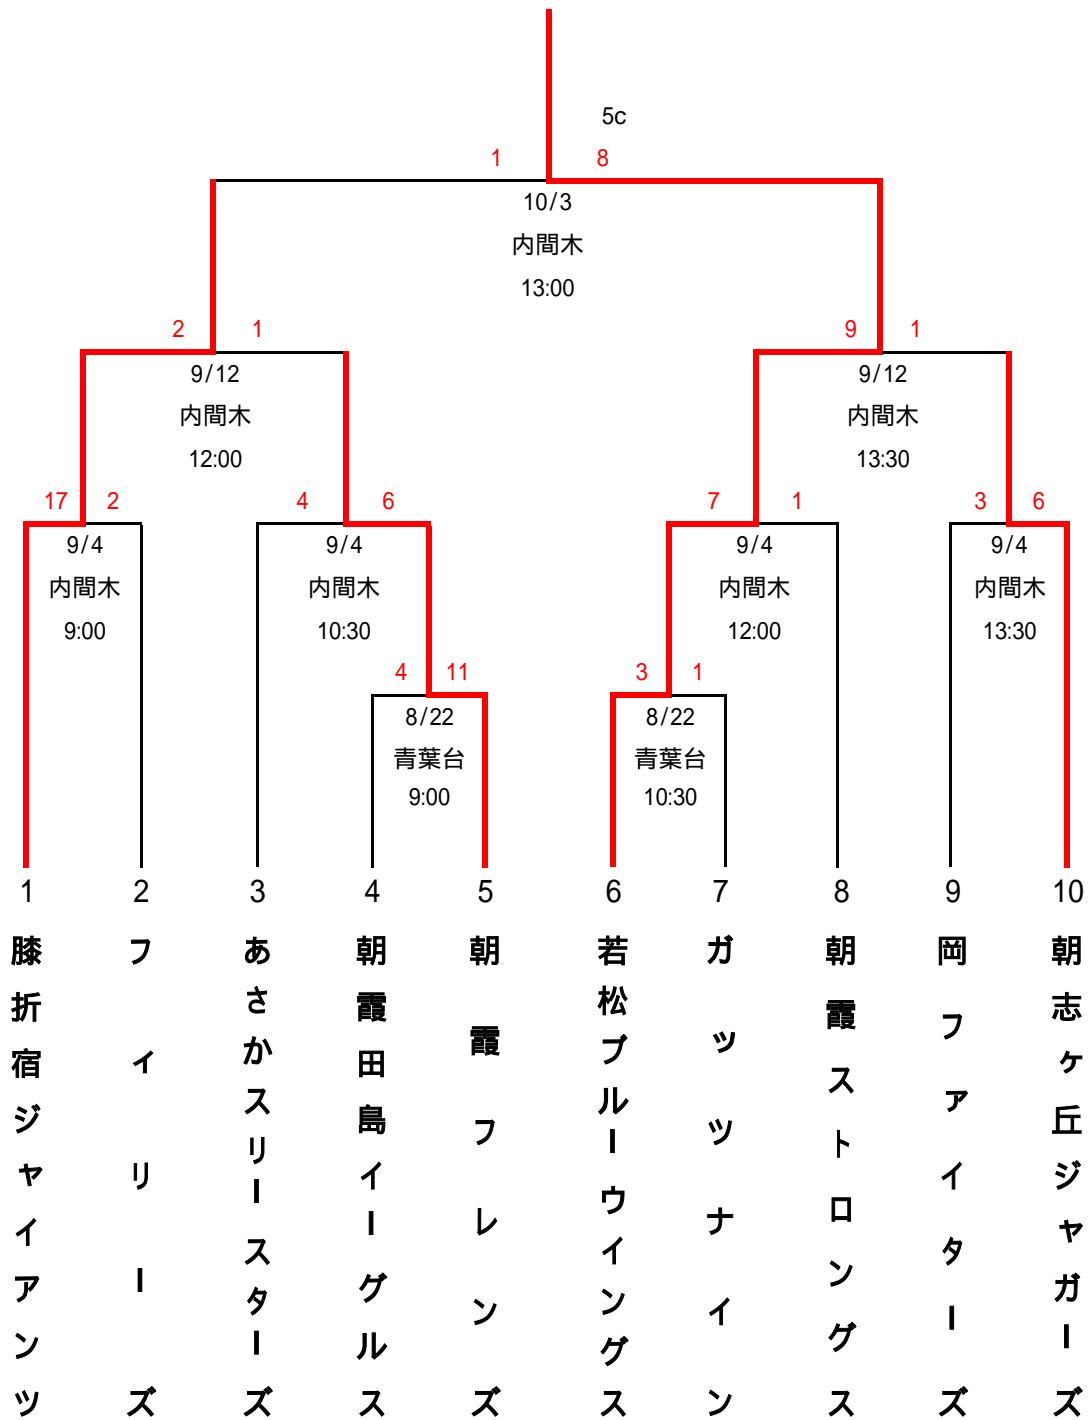 5c
1 8
10/3
内間木
13:00
2 1 9 1
9/12 9/12
内間木 内間木
12:00 13:30
17 2 4 6 7 1 3 6
9/4 9/4 9/4 9/4
内間木 内間木 内間木 内間木
9:00 10:30 12:00 13:30
4 11 3 1
8/22 8/22
青葉台 青葉台
9:00 10:30
1 2 3 4 5 6 7 8 9 10
膝折宿ジャイアンツ
フィリーズ
あさかスリースターズ
朝霞田島イーグルス
朝霞フレンズ
若松ブルーウイングス
ガッツナイン
朝霞ストロングス
岡ファイターズ
朝志ヶ丘ジャガーズ